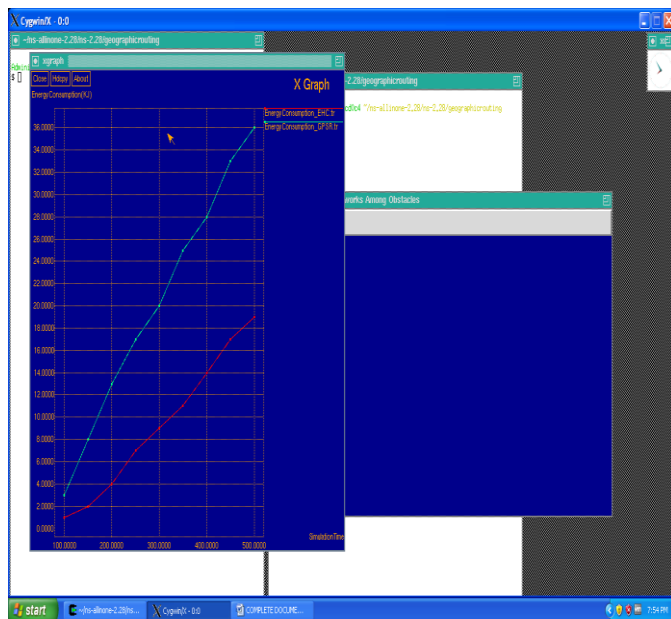 Cygwin/X - 0:0
~/ns-allinone-2.28/ns-2.28/geographicrouting
$
xgraph
Close Hdcpy About
X Graph
EnergyConsumption(KJ)
EnergyConsumption_EHC.tr
EnergyConsumption_GPSR.tr
36.0000
34.0000
32.0000
30.0000
28.0000
26.0000
24.0000
22.0000
20.0000
18.0000
16.0000
14.0000
12.0000
10.0000
8.0000
6.0000
4.0000
2.0000
0.0000
SimulationTime
100.0000 200.0000 300.0000 400.0000 500.0000
-2.28/geographicrouting
"/ns-allinone-2.28/ns-2.28/geographicrouting
works Among Obstacles
start
~/ns-allinone-2.28/ns...
Cygwin/X - 0:0
COMPLETE DOCUME...
7:54 PM